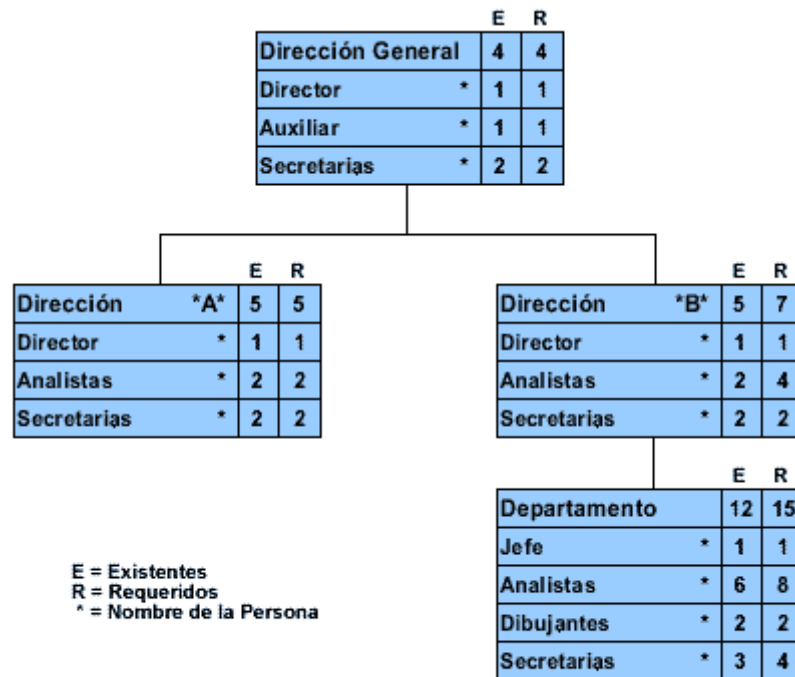 E R
Dirección General 4 4
Director * 1 1
Auxiliar * 1 1
Secretarias * 2 2
E R
Dirección *A* 5 5
Director * 1 1
Analistas * 2 2
Secretarias * 2 2
E R
Dirección *B* 5 7
Director * 1 1
Analistas * 2 4
Secretarias * 2 2
E R
Departamento 12 15
Jefe * 1 1
Analistas * 6 8
Dibujantes * 2 2
Secretarias * 3 4
E = Existentes
R = Requeridos
* = Nombre de la Persona